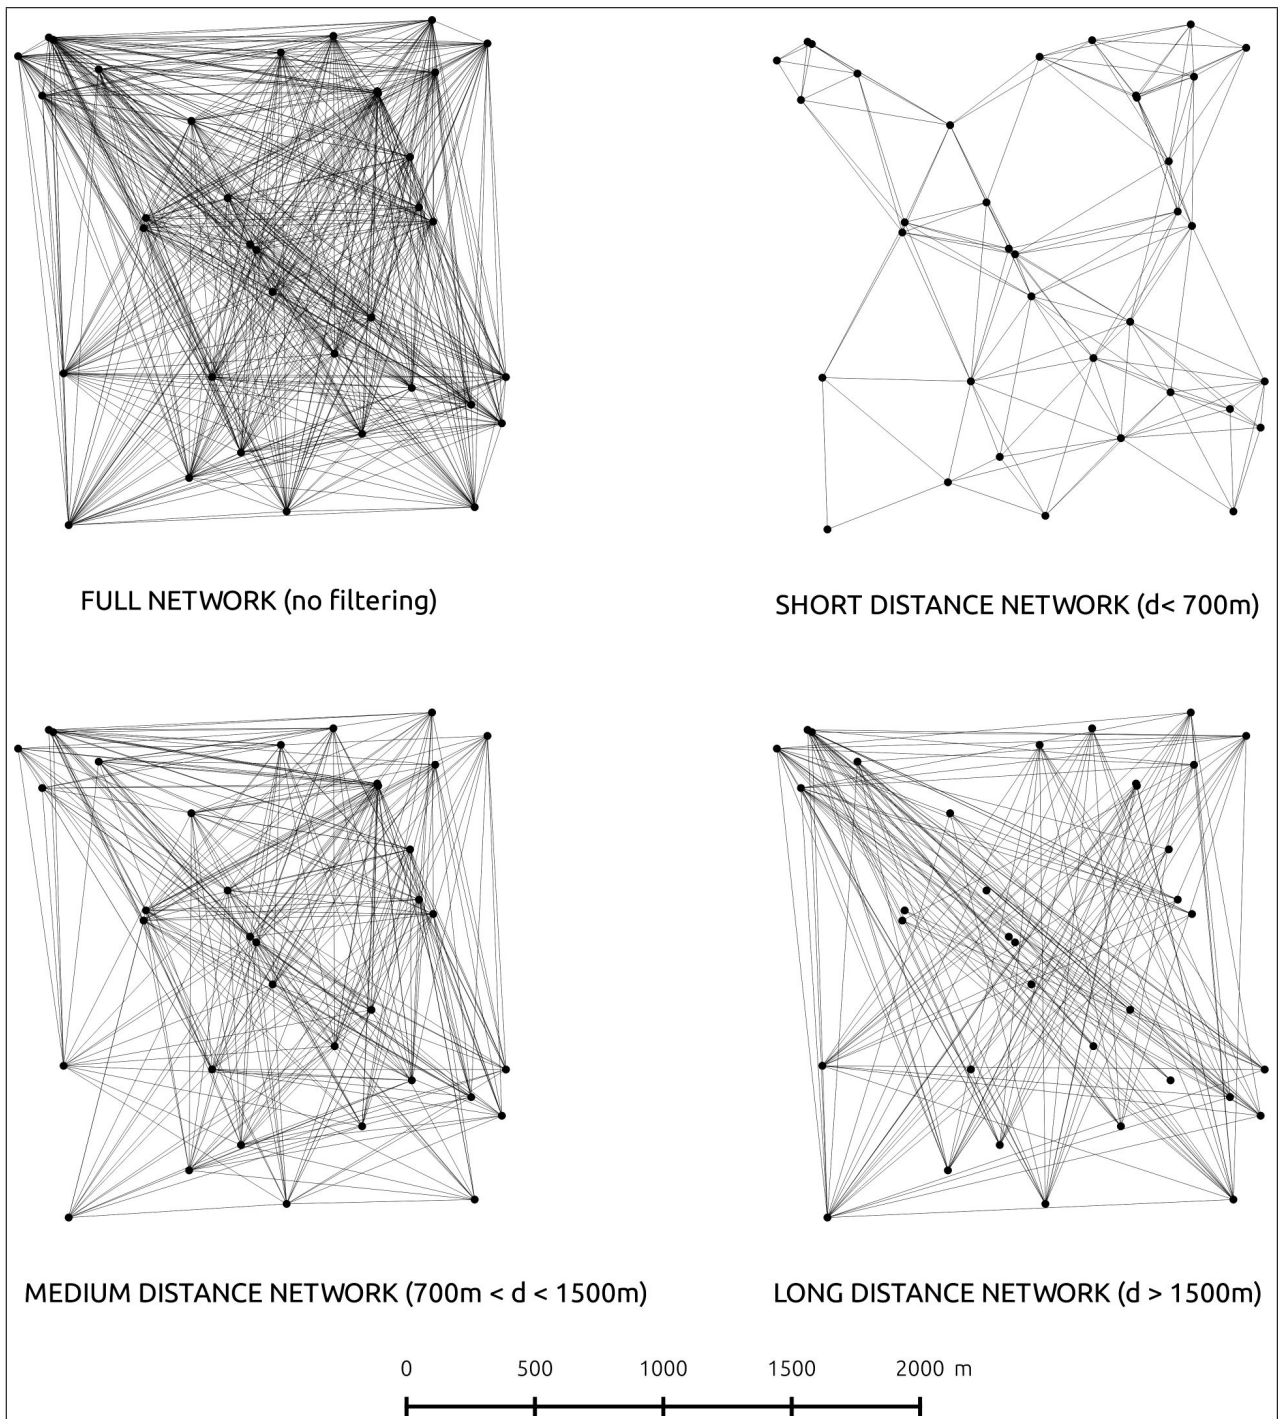 FULL NETWORK (no filtering)
SHORT DISTANCE NETWORK (d< 700m)
MEDIUM DISTANCE NETWORK (700m < d < 1500m)
LONG DISTANCE NETWORK (d > 1500m)
0 500 1000 1500 2000 m